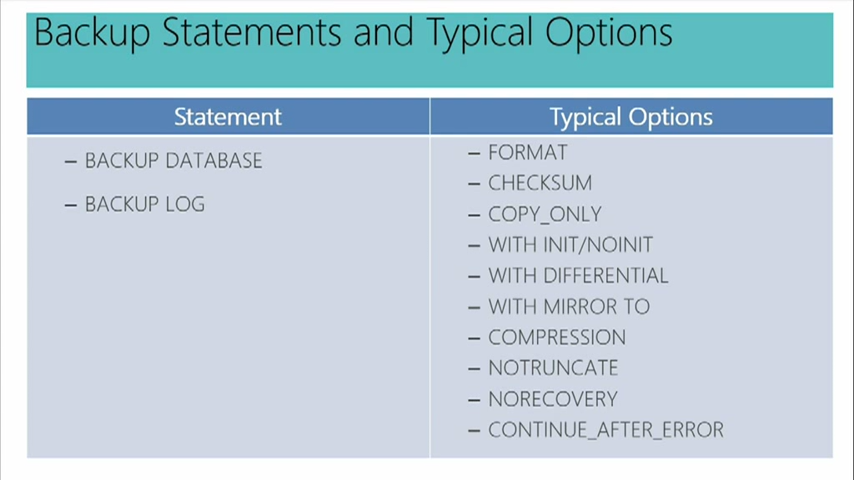 Backup Statements and Typical Options
Statement
Typical Options
– BACKUP DATABASE
– BACKUP LOG
– FORMAT
– CHECKSUM
– COPY_ONLY
– WITH INIT/NOINIT
– WITH DIFFERENTIAL
– WITH MIRROR TO
– COMPRESSION
– NOTRUNCATE
– NORECOVERY
– CONTINUE_AFTER_ERROR